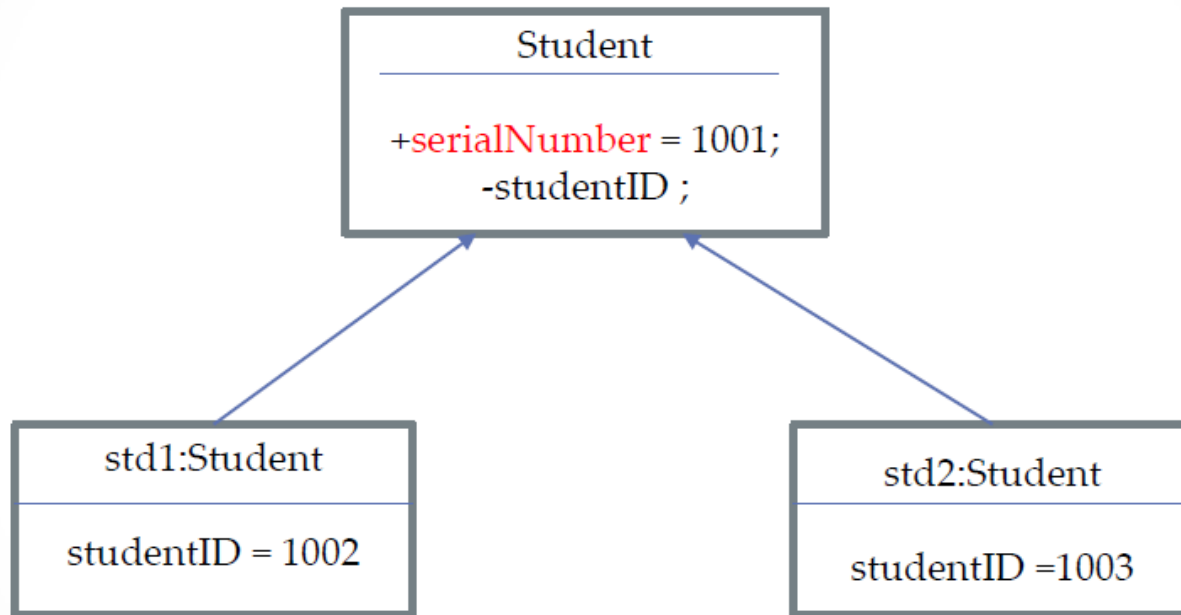 Student
+serialNumber = 1001;
-studentID ;
std1:Student
studentID = 1002
std2:Student
studentID =1003